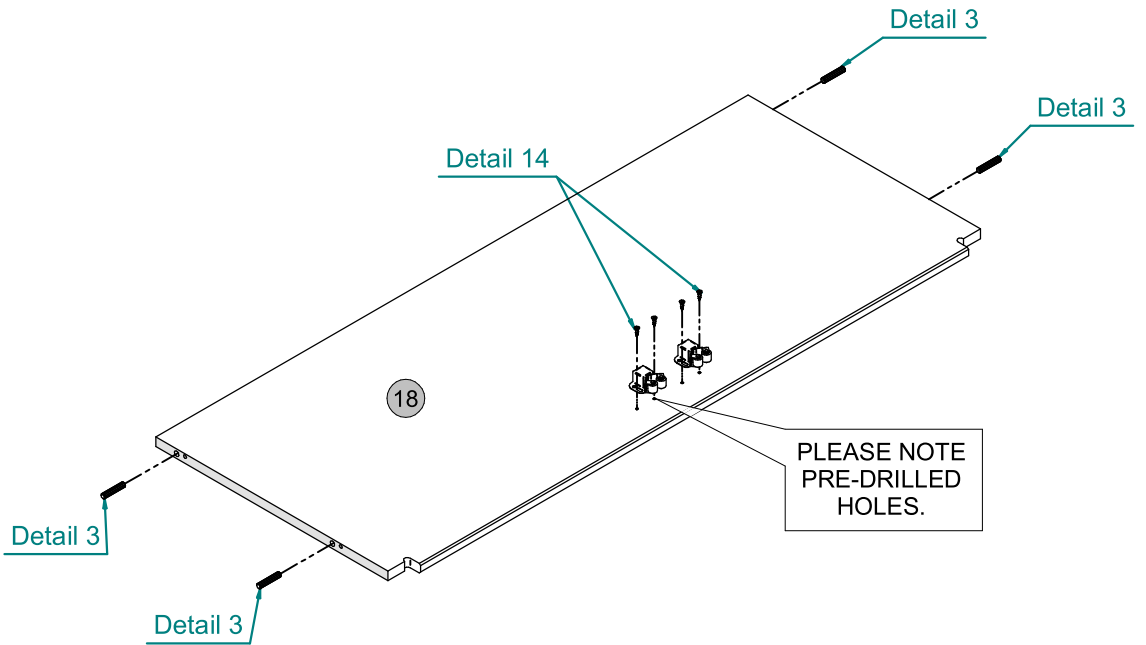 Detail 3
Detail 3
Detail 14
18
PLEASE NOTE
PRE-DRILLED
HOLES.
Detail 3
Detail 3